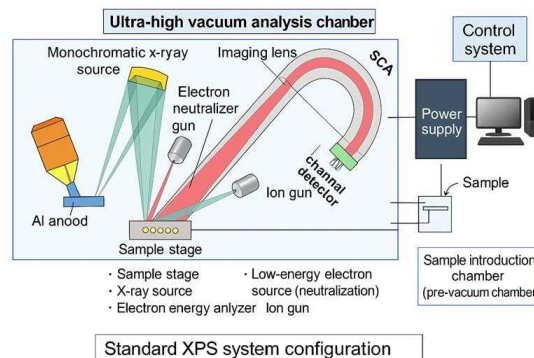 Ultra-high vacuum analysis chanber
Monochromatic x-ryay
source
Imaging lens
SCA
Electron
neutralizer
gun
channel
detector
Ion gun
Al anood
Sample stage
· Sample stage
· X-ray source
· Electron energy anlyzer
· Low-energy electron
source (neutralization)
Ion gun
Control
system
Power
supply
Sample
Sample introduction
chamber
(pre-vacuum chamber)
Standard XPS system configuration